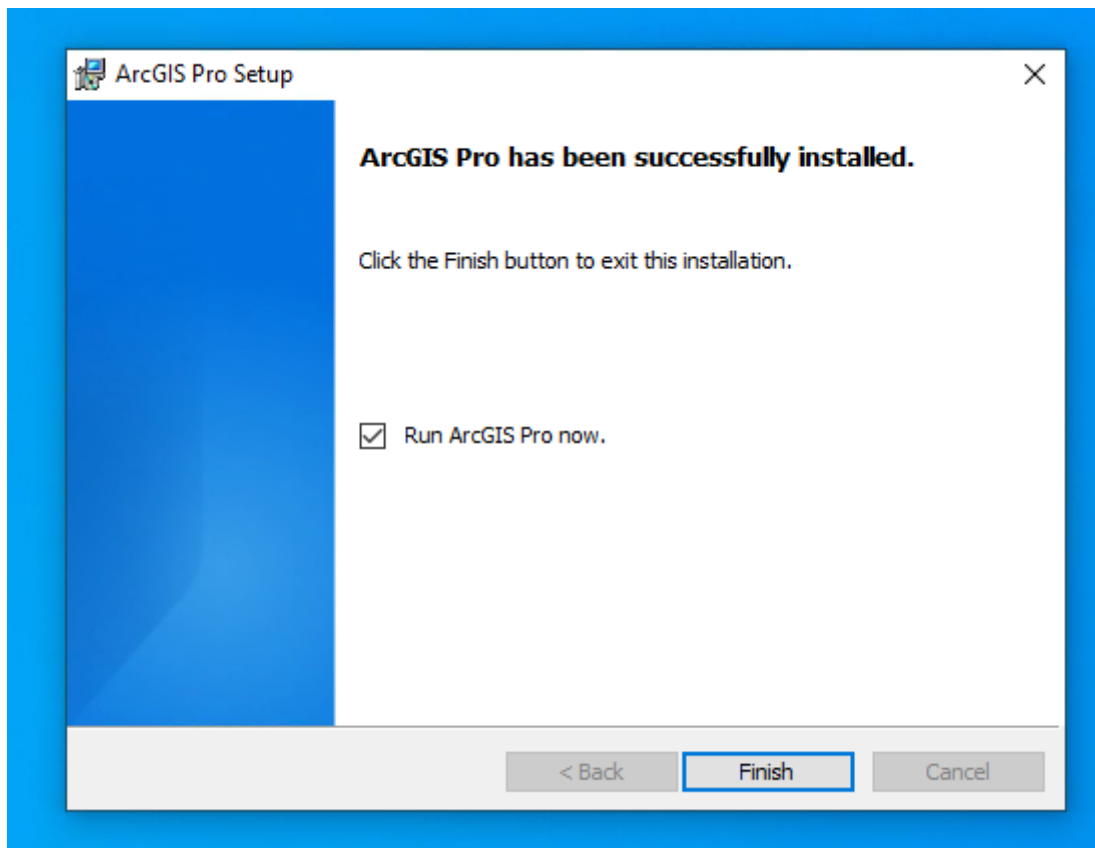 ArcGIS Pro Setup
ArcGIS Pro has been successfully installed.
Click the Finish button to exit this installation.
Run ArcGIS Pro now.
< Back Finish Cancel